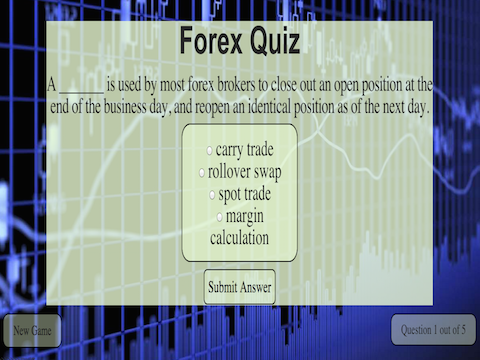 Forex Quiz
A _______ is used by most forex brokers to close out an open position at the
end of the business day, and reopen an identical position as of the next day.
carry trade
rollover swap
spot trade
margin
calculation
Submit Answer
New Game
Question 1 out of 5